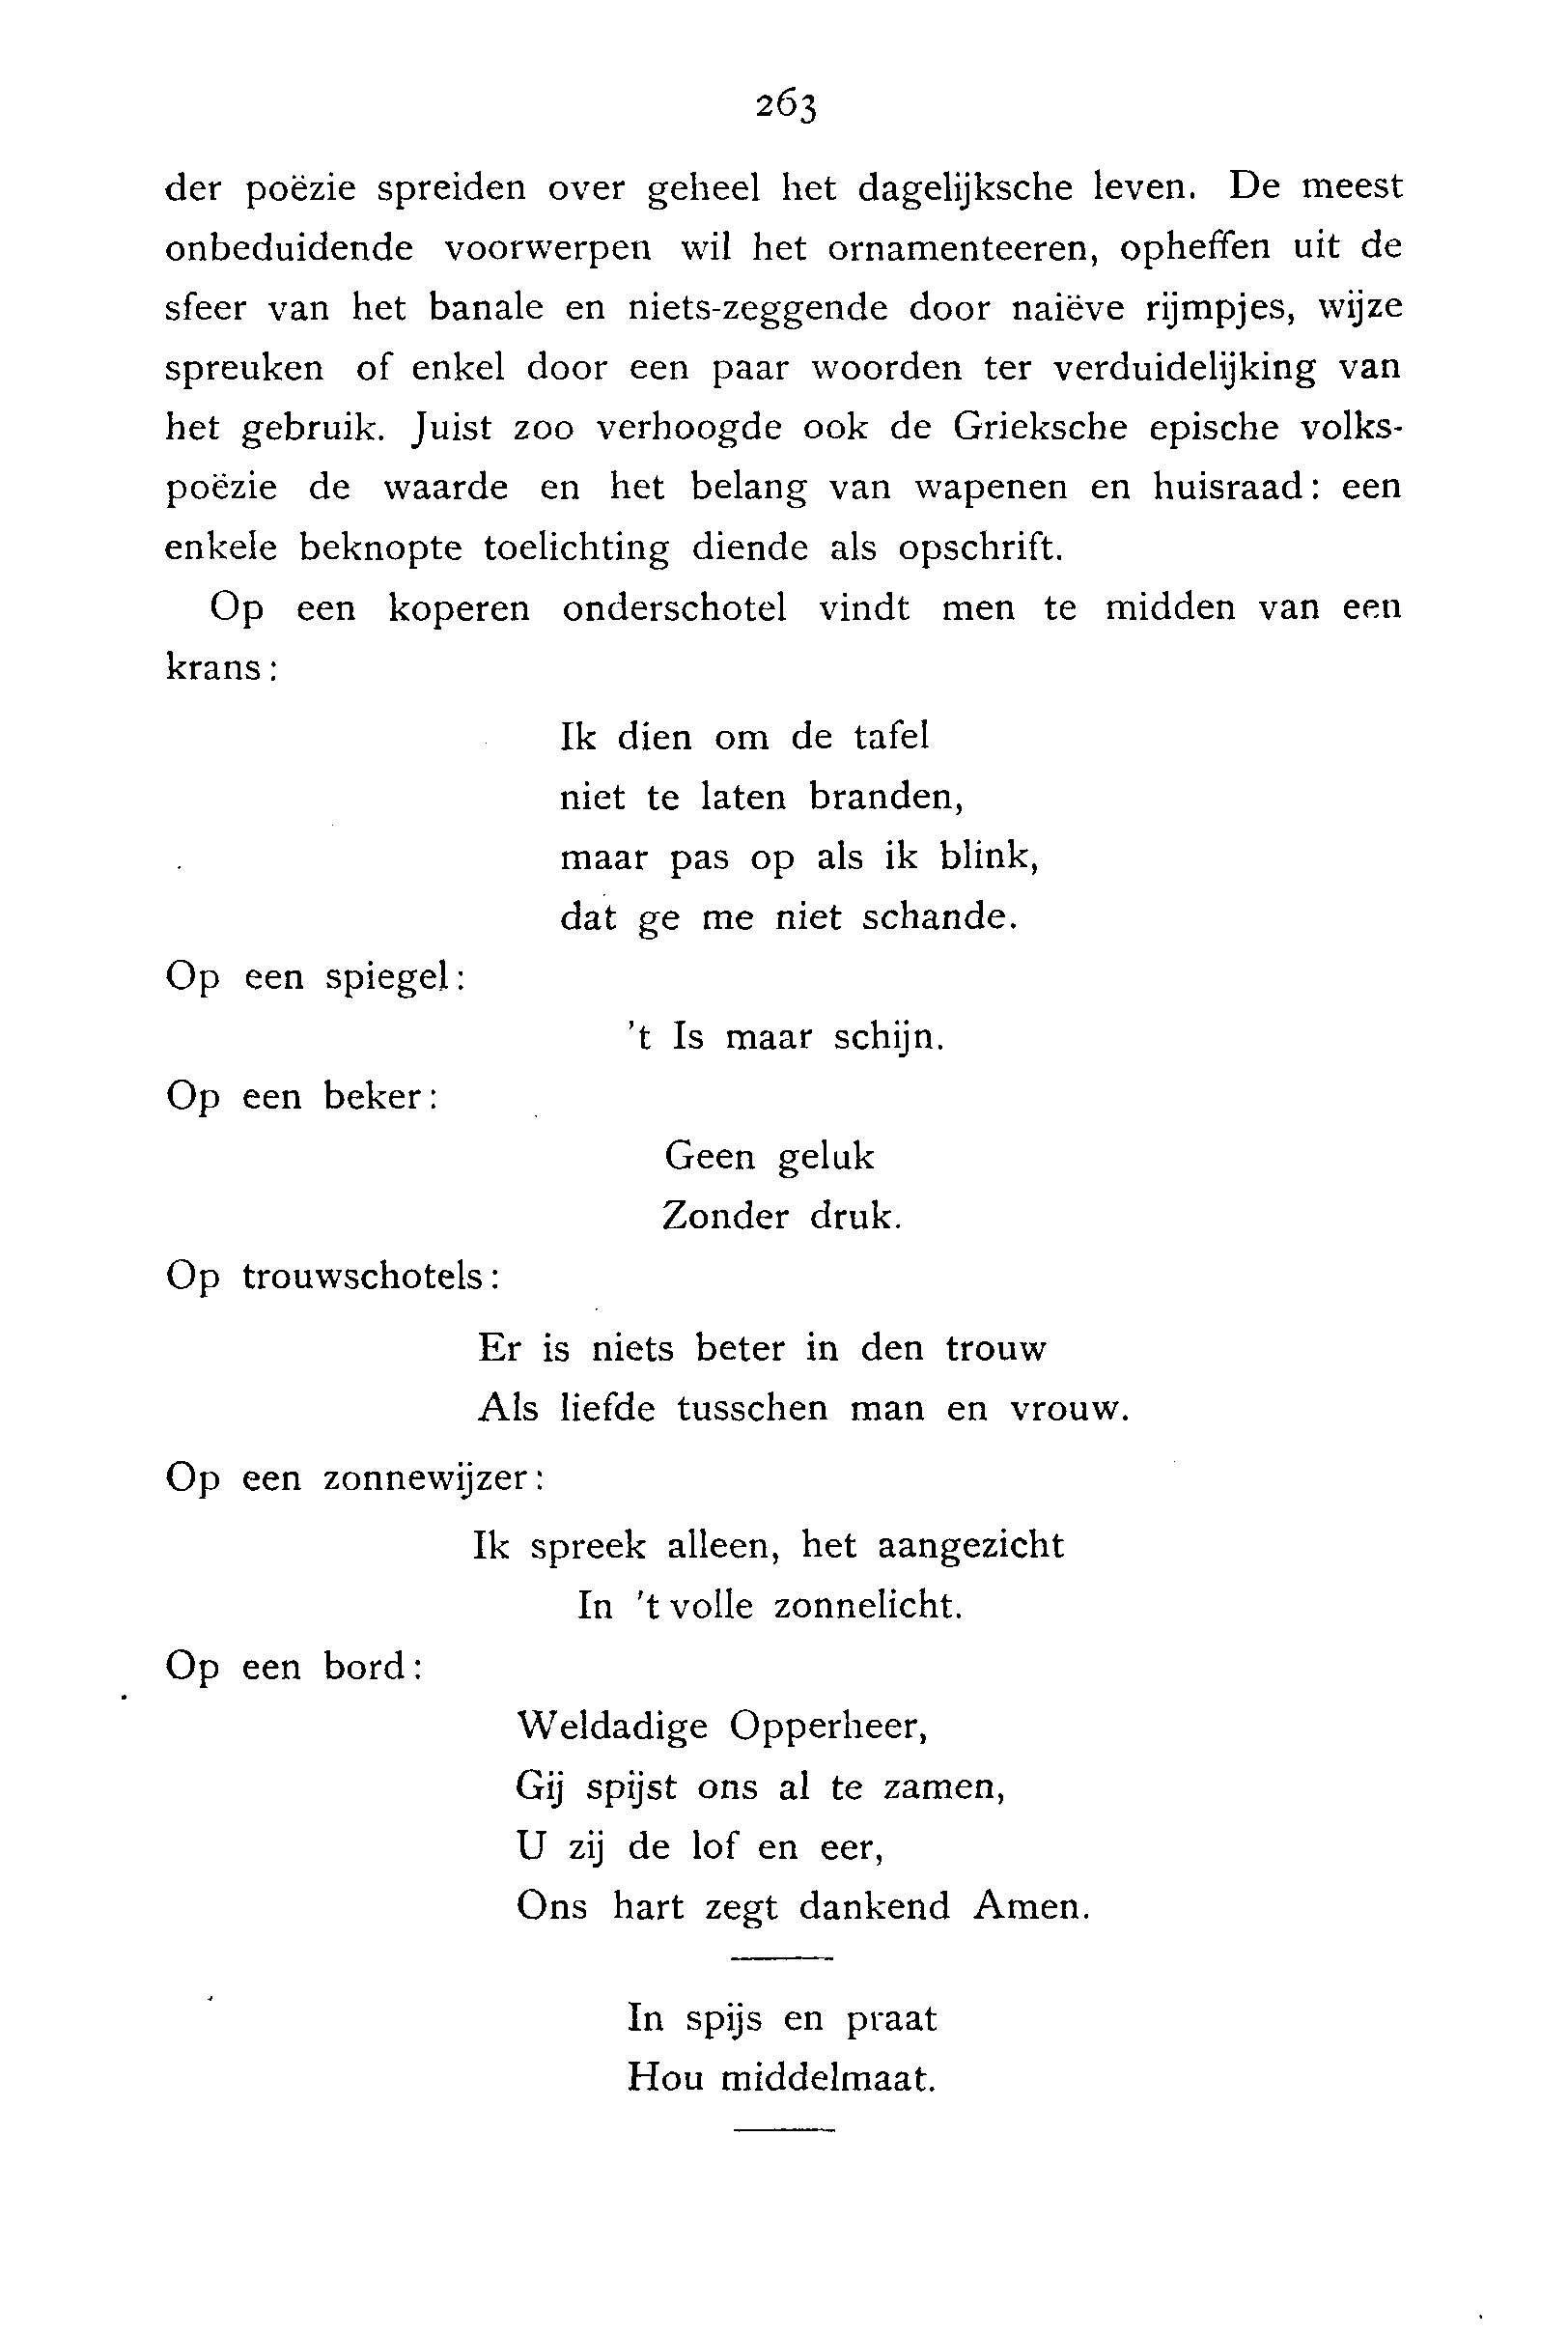 263
der poëzie spreiden over geheel het dagelijksche leven. De meest
onbeduidende voorwerpen wil het ornamenteeren, opheffen uit de
sfeer van het banale en niets-zeggende door naiëve rijmpjes, wijze
spreuken of enkel door een paar woorden ter verduidelijking van
het gebruik. Juist zoo verhoogde ook de Grieksche epische volks-
poëzie de waarde en het belang van wapenen en huisraad: een
enkele beknopte toelichting diende als opschrift.
Op een koperen onderschotel vindt men te midden van een
krans:
Ik dien om de tafel
niet te laten branden,
maar pas op als ik blink,
dat ge me niet schande.
Op een spiegel:
't Is maar schijn.
Op een beker:
Geen geluk
Zonder druk.
Op trouwschotels:
Er is niets beter in den trouw
Als liefde tusschen man en vrouw.
Op een zonnewijzer:
Ik spreek alleen, het aangezicht
In 't volle zonnelicht.
Op een bord:
Weldadige Opperheer,
Gij spijst ons al te zamen,
U zij de lof en eer,
Ons hart zegt dankend Amen.
In spijs en praat
Hou middelmaat.